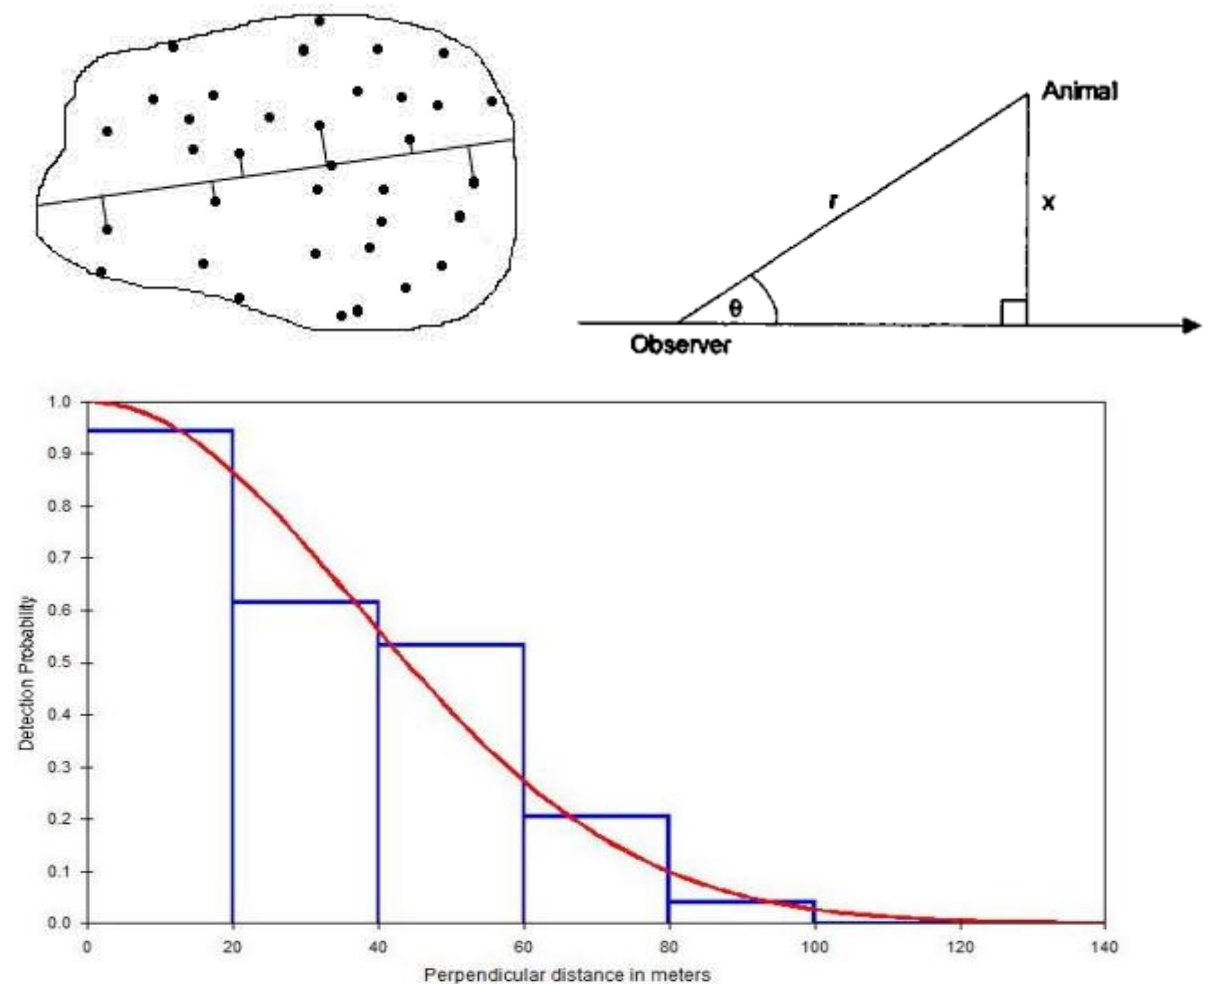 Animal
r
x
θ
Observer
1.0
0.9
0.8
0.7
0.6
0.5
0.4
0.3
0.2
0.1
0.0
Detection Probability
0 20 40 60 80 100 120 140
Perpendicular distance in meters